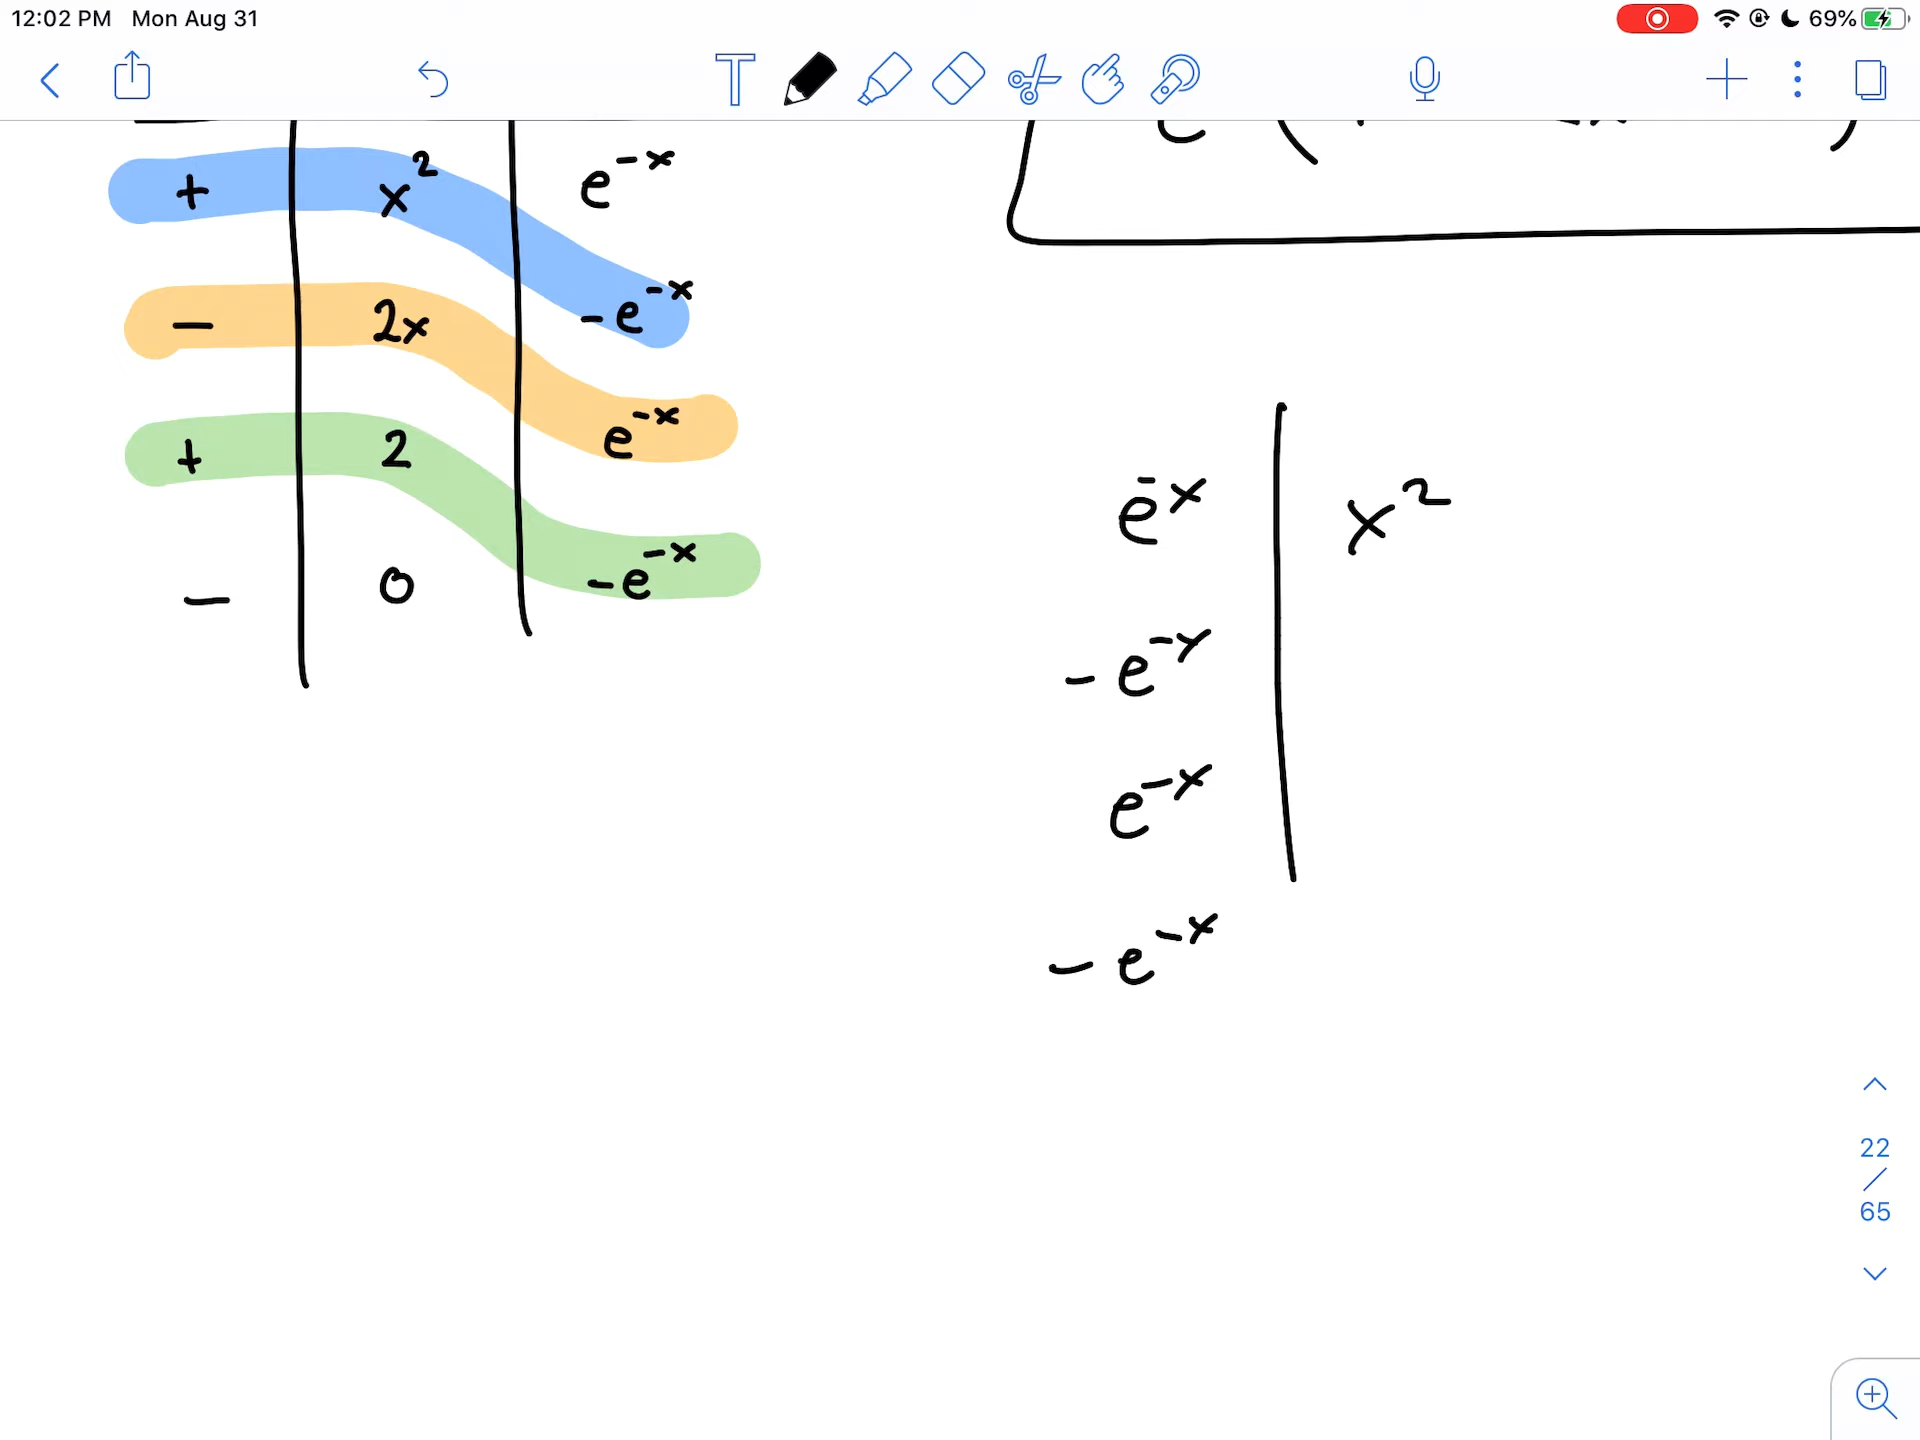 12:02 PM Mon Aug 31
69%
+ x² e⁻ˣ
− 2x −e⁻ˣ
+ 2 e⁻ˣ
− 0 −e⁻ˣ
e⁻ˣ x²
−e⁻ˣ
e⁻ˣ
−e⁻ˣ
22
/
65